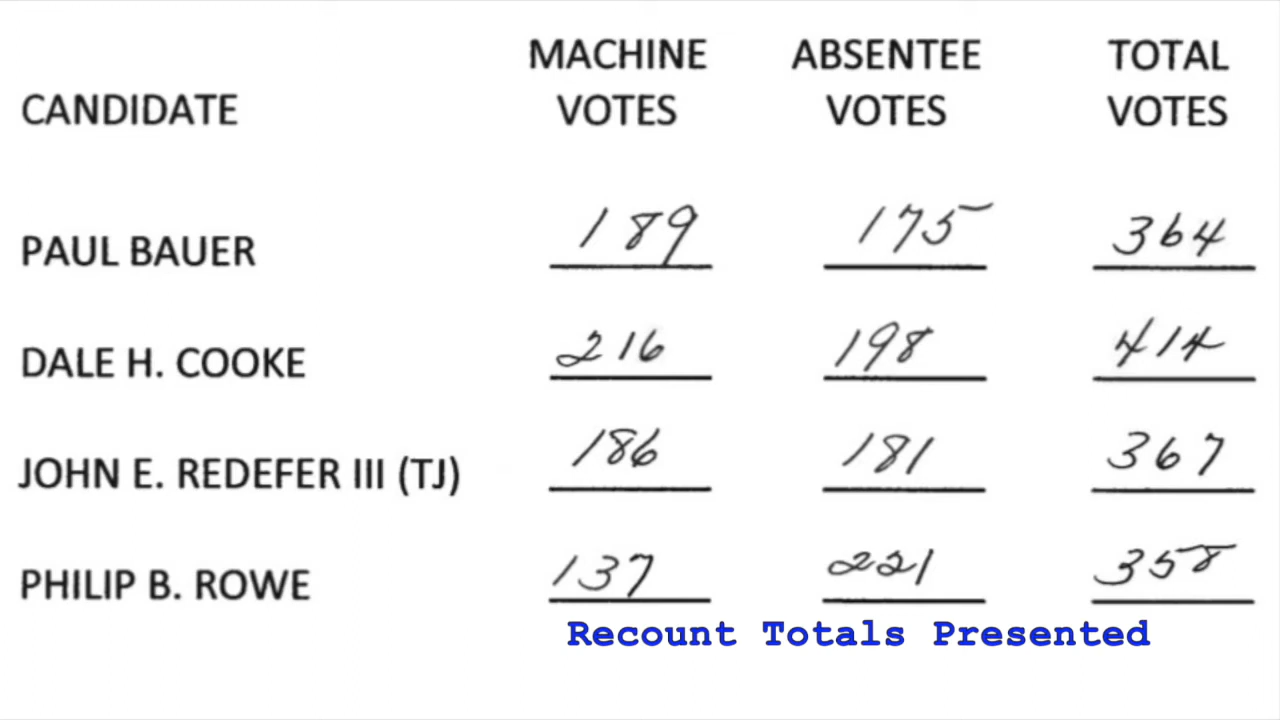 MACHINE ABSENTEE TOTAL
CANDIDATE VOTES VOTES VOTES
PAUL BAUER 189 175 364
DALE H. COOKE 216 198 414
JOHN E. REDEFER III (TJ) 186 181 367
PHILIP B. ROWE 137 221 358
Recount Totals Presented